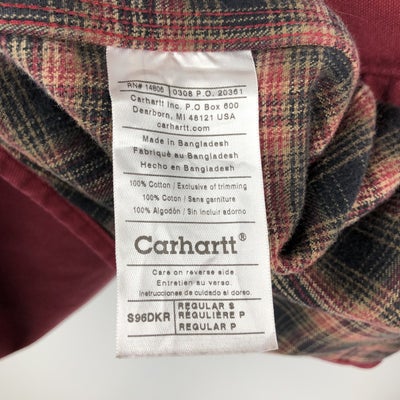 RN# 14806 | 0308 P.O. 20361
Carhartt Inc. P.O Box 600
Dearborn, MI 48121 USA
carhartt.com
Made in Bangladesh
Fabriqué au Bangladesh
Hecho en Bangladesh
100% Cotton / Exclusive of trimming
100% Coton / Sans garniture
100% Algodón / Sin incluir adorno
Carhartt®
Care on reverse side.
Entretien au verso.
Instrucciones de cuidado al dorso.
S96DKR
REGULAR S
REGULIÈRE P
REGULAR P